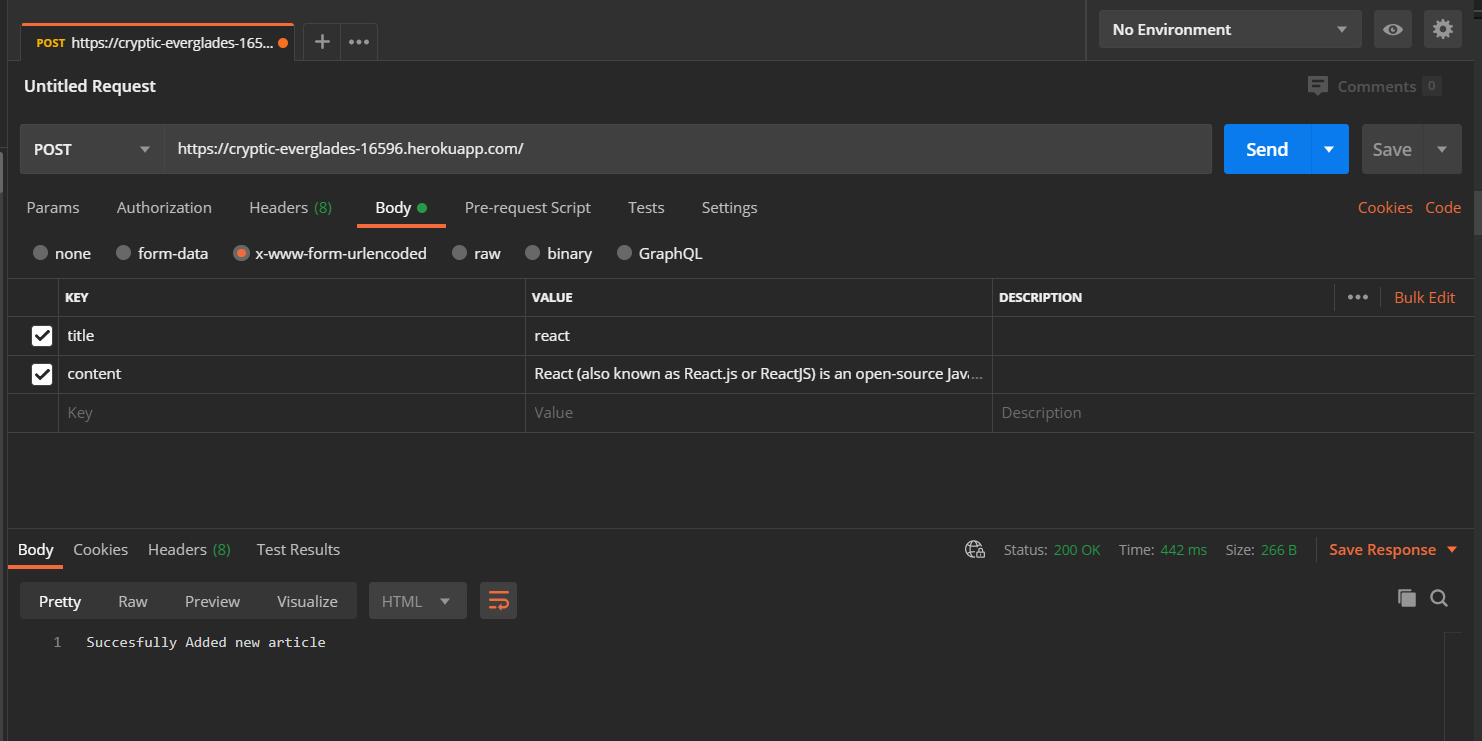 POST https://cryptic-everglades-165...
No Environment
Untitled Request
Comments 0
POST https://cryptic-everglades-16596.herokuapp.com/ Send Save
Params Authorization Headers (8) Body Pre-request Script Tests Settings Cookies Code
none form-data x-www-form-urlencoded raw binary GraphQL
KEY VALUE DESCRIPTION Bulk Edit
title react
content React (also known as React.js or ReactJS) is an open-source Java...
Key Value Description
Body Cookies Headers (8) Test Results Status: 200 OK Time: 442 ms Size: 266 B Save Response
Pretty Raw Preview Visualize HTML
1 Succesfully Added new article